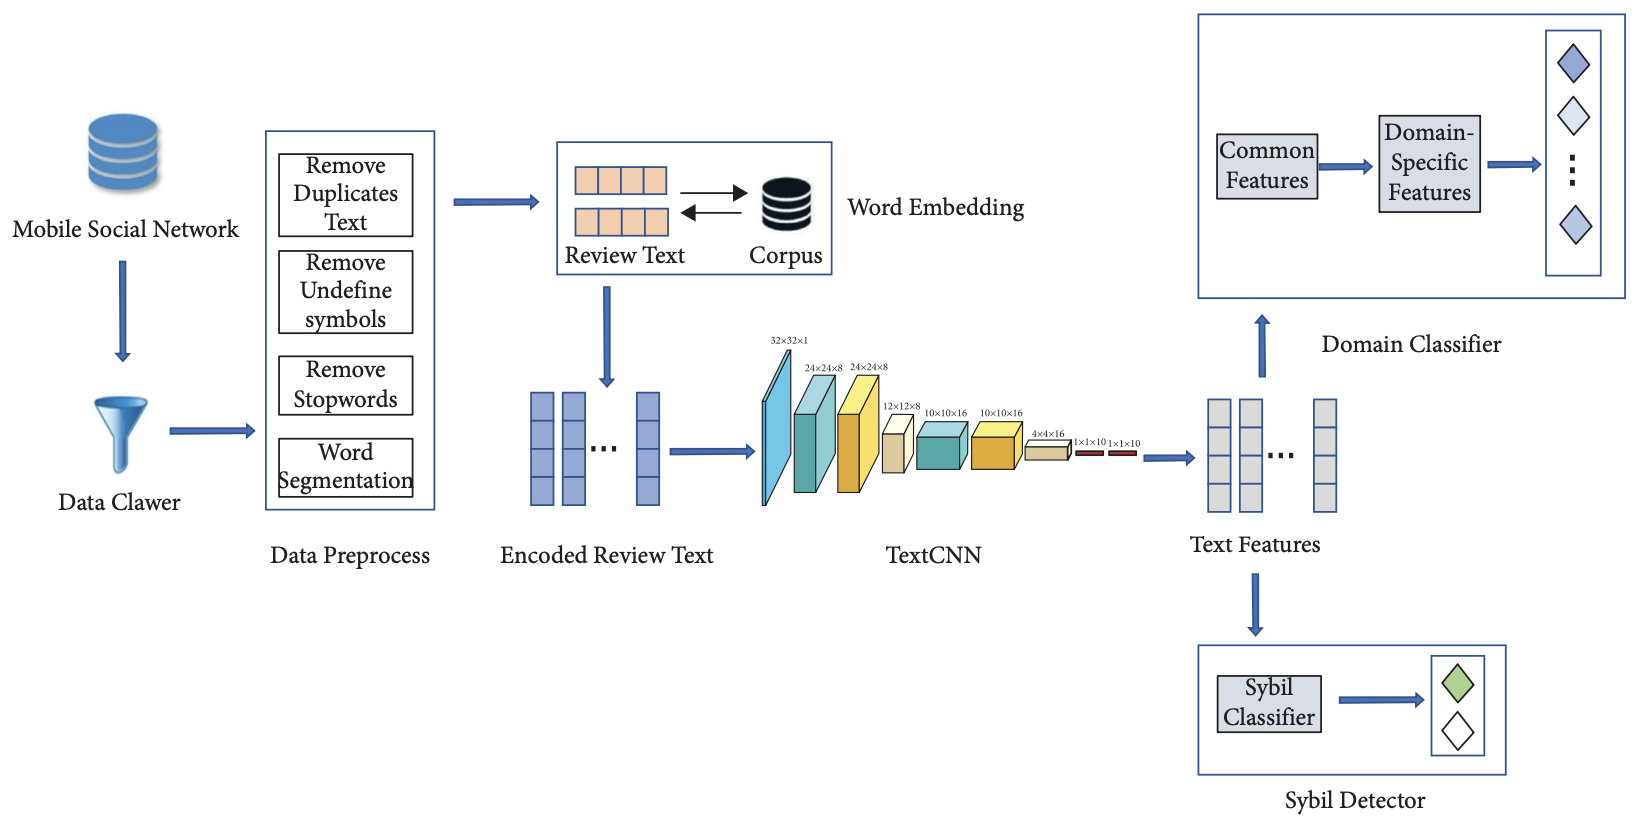 Mobile Social Network
Data Clawer
Remove
Duplicates
Text
Remove
Undefine
symbols
Remove
Stopwords
Word
Segmentation
Data Preprocess
Review Text
Corpus
Word Embedding
Encoded Review Text
32×32×1
24×24×8
24×24×8
12×12×8
10×10×16
10×10×16
4×4×16
1×1×10
1×1×10
TextCNN
Text Features
Common
Features
Domain-
Specific
Features
Domain Classifier
Sybil
Classifier
Sybil Detector